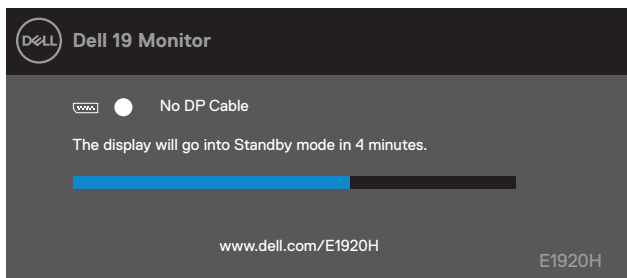 DELL Dell 19 Monitor
No DP Cable
The display will go into Standby mode in 4 minutes.
www.dell.com/E1920H
E1920H